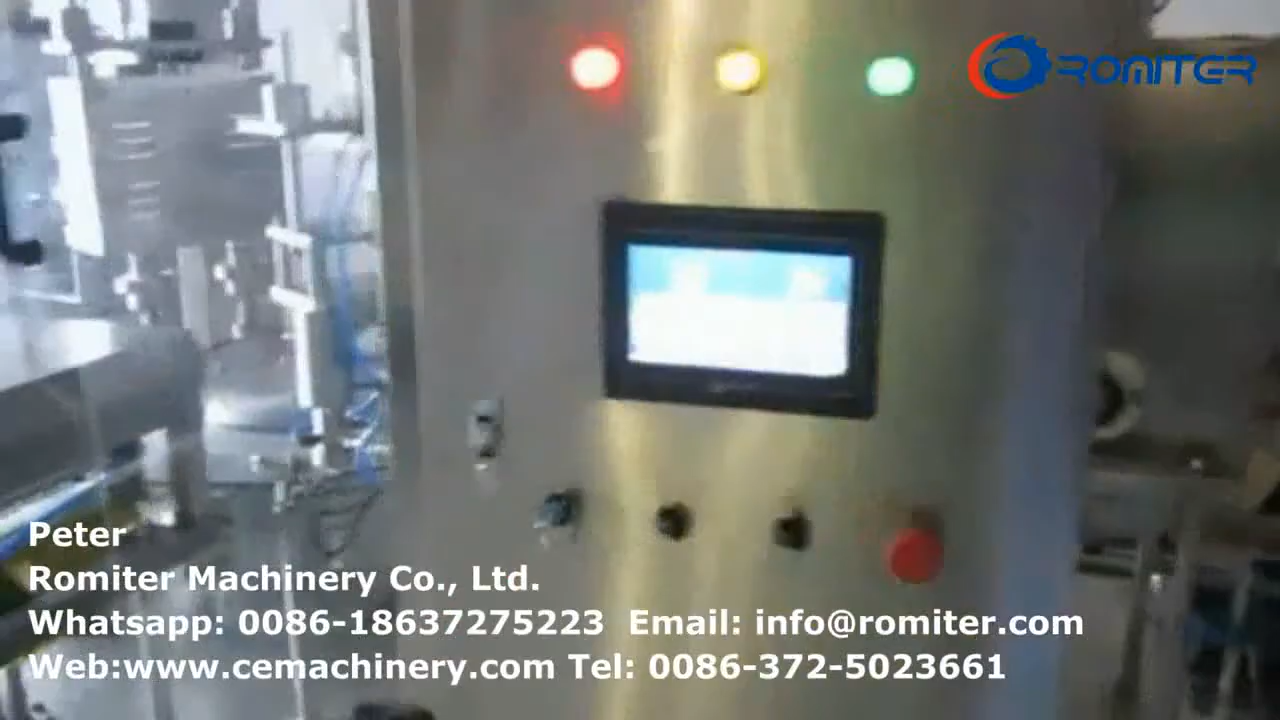 ROMITER
Peter
Romiter Machinery Co., Ltd.
Whatsapp: 0086-18637275223 Email: info@romiter.com
Web:www.cemachinery.com Tel: 0086-372-5023661